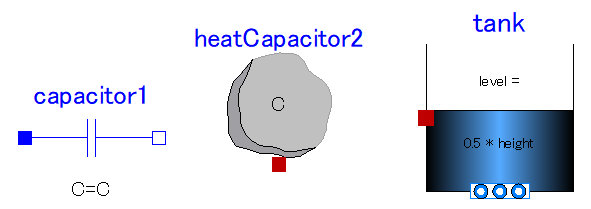 capacitor1
C=C
heatCapacitor2
C
tank
level =
0.5 * height